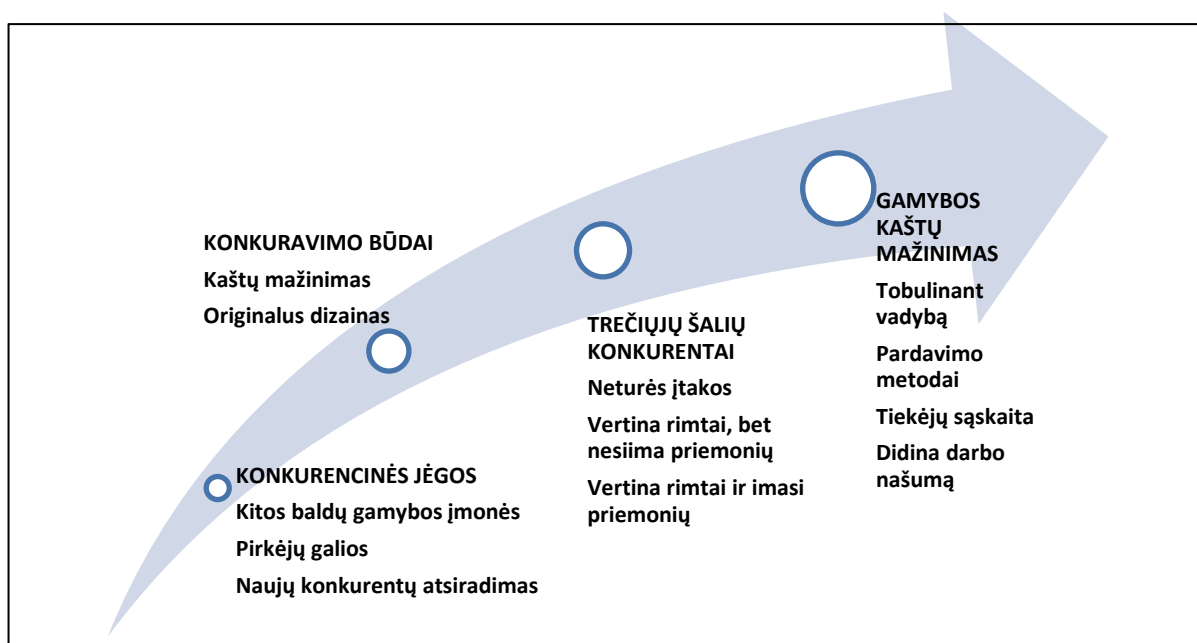 KONKURAVIMO BŪDAI
Kaštų mažinimas
Originalus dizainas
KONKURENCINĖS JĖGOS
Kitos baldų gamybos įmonės
Pirkėjų galios
Naujų konkurentų atsiradimas
TREČIŲJŲ ŠALIŲ
KONKURENTAI
Neturės įtakos
Vertina rimtai, bet
nesiima priemonių
Vertina rimtai ir imasi
priemonių
GAMYBOS
KAŠTŲ
MAŽINIMAS
Tobulinant
vadybą
Pardavimo
metodai
Tiekėjų sąskaita
Didina darbo
našumą